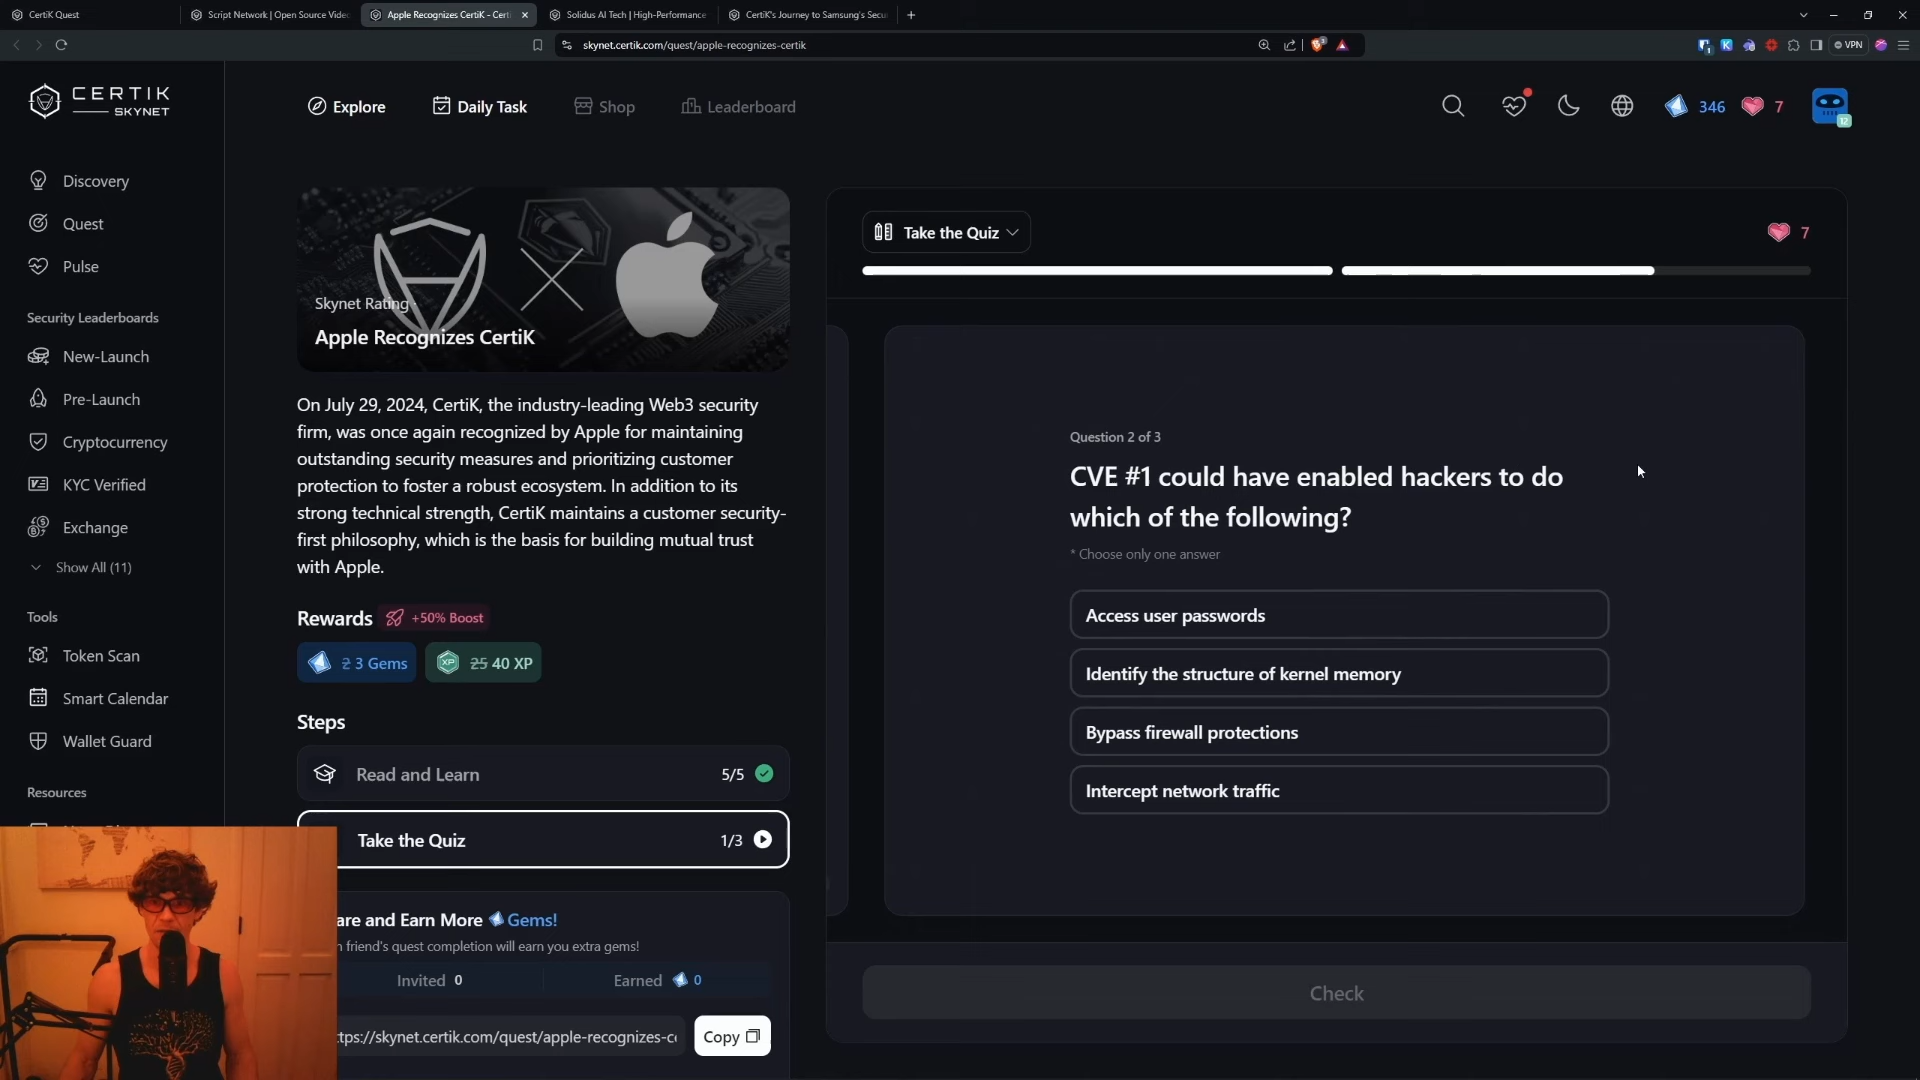 CertiK Quest
Script Network | Open Source Video
Apple Recognizes CertiK - Certi
Solidus AI Tech | High-Performance
CertiK's Journey to Samsung's Secu
skynet.certik.com/quest/apple-recognizes-certik
VPN
CERTIK
SKYNET
Explore
Daily Task
Shop
Leaderboard
346
7
12
Discovery
Quest
Pulse
Security Leaderboards
New-Launch
Pre-Launch
Cryptocurrency
KYC Verified
Exchange
Show All (11)
Tools
Token Scan
Smart Calendar
Wallet Guard
Resources
Skynet Rating ·
Apple Recognizes CertiK
On July 29, 2024, CertiK, the industry-leading Web3 security
firm, was once again recognized by Apple for maintaining
outstanding security measures and prioritizing customer
protection to foster a robust ecosystem. In addition to its
strong technical strength, CertiK maintains a customer security-
first philosophy, which is the basis for building mutual trust
with Apple.
Rewards
+50% Boost
2 3 Gems
XP 25 40 XP
Steps
Read and Learn
5/5
Take the Quiz
1/3
are and Earn More Gems!
friend's quest completion will earn you extra gems!
Invited 0
Earned 0
tps://skynet.certik.com/quest/apple-recognizes-c
Copy
Take the Quiz
7
Question 2 of 3
CVE #1 could have enabled hackers to do
which of the following?
* Choose only one answer
Access user passwords
Identify the structure of kernel memory
Bypass firewall protections
Intercept network traffic
Check